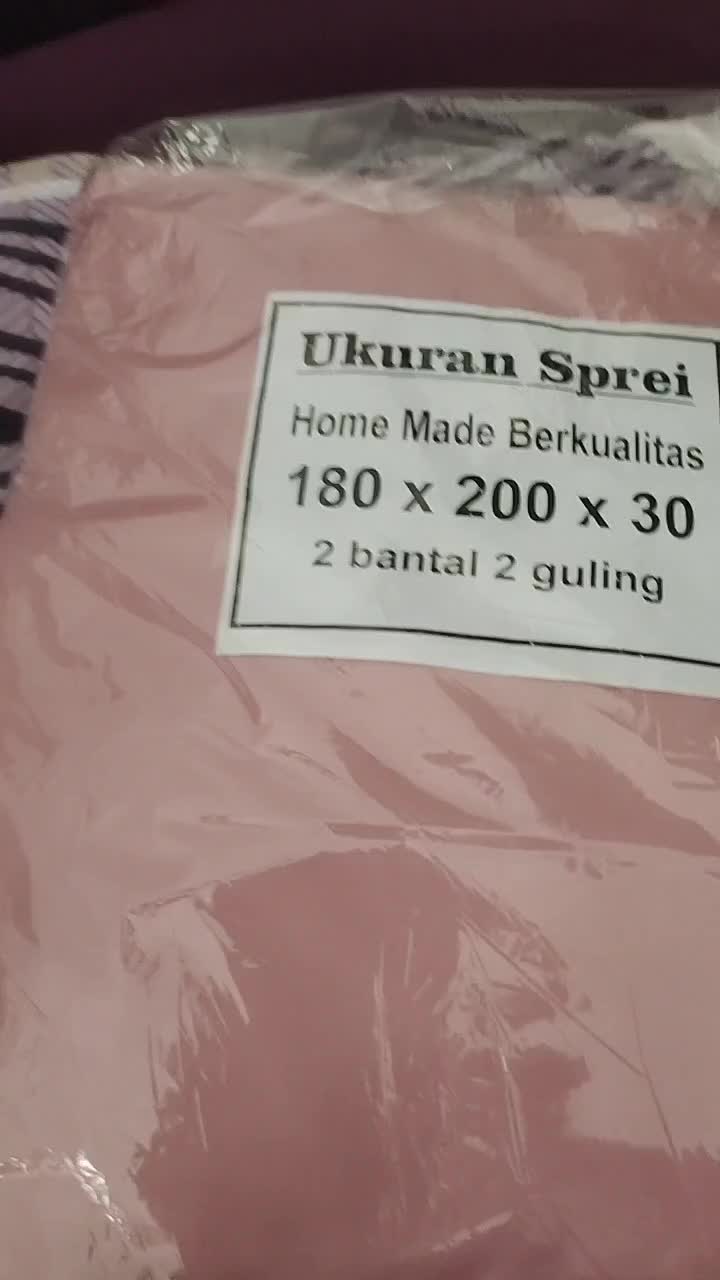 Ukuran Sprei
Home Made Berkualitas
180 x 200 x 30
2 bantal 2 guling